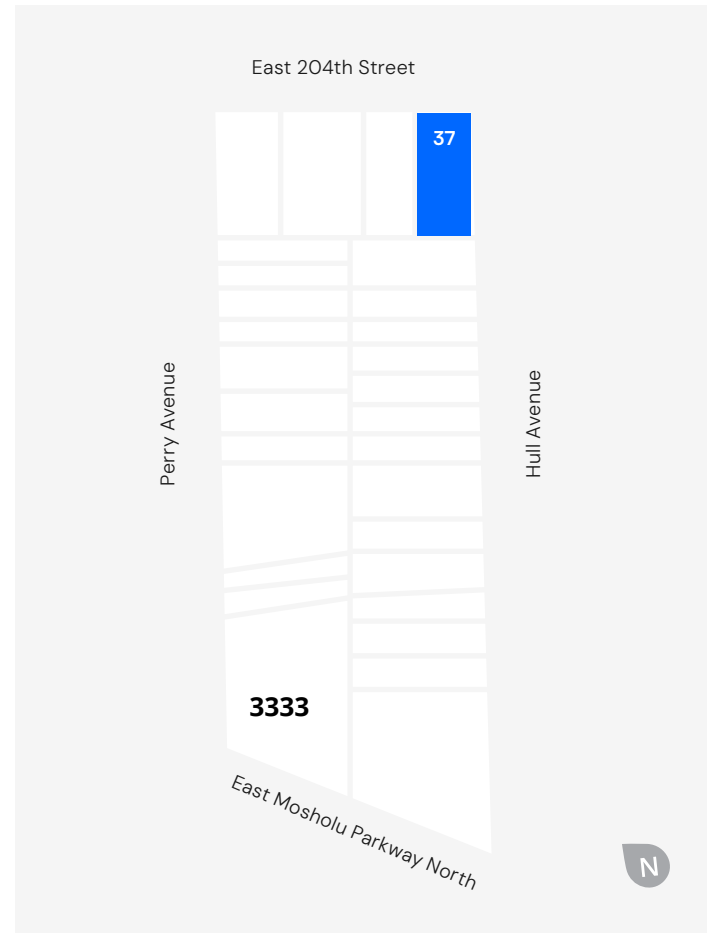 East 204th Street
37
Perry Avenue
Hull Avenue
3333
East Mosholu Parkway North
N